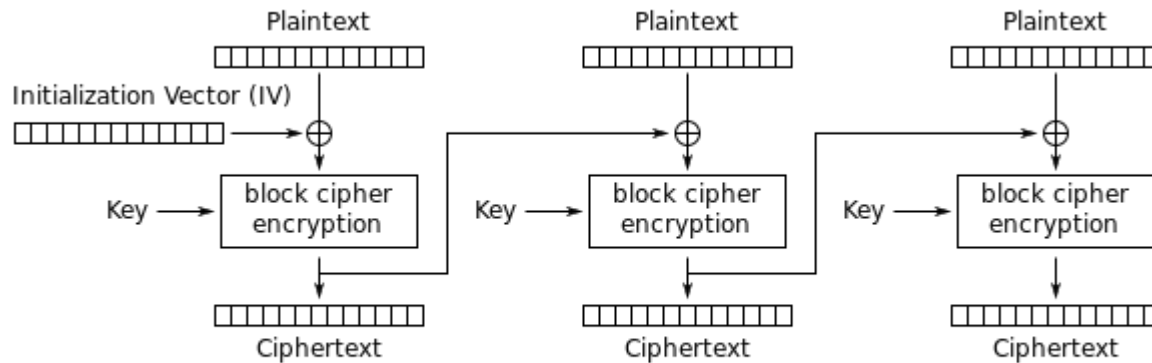 Plaintext
Plaintext
Plaintext
Initialization Vector (IV)
Key
block cipher
encryption
Key
block cipher
encryption
Key
block cipher
encryption
Ciphertext
Ciphertext
Ciphertext